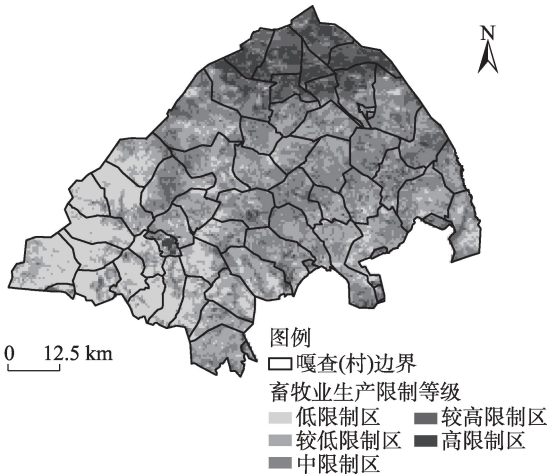 N
0 12.5 km
图例
嘎查(村)边界
畜牧业生产限制等级
低限制区 较高限制区
较低限制区 高限制区
中限制区